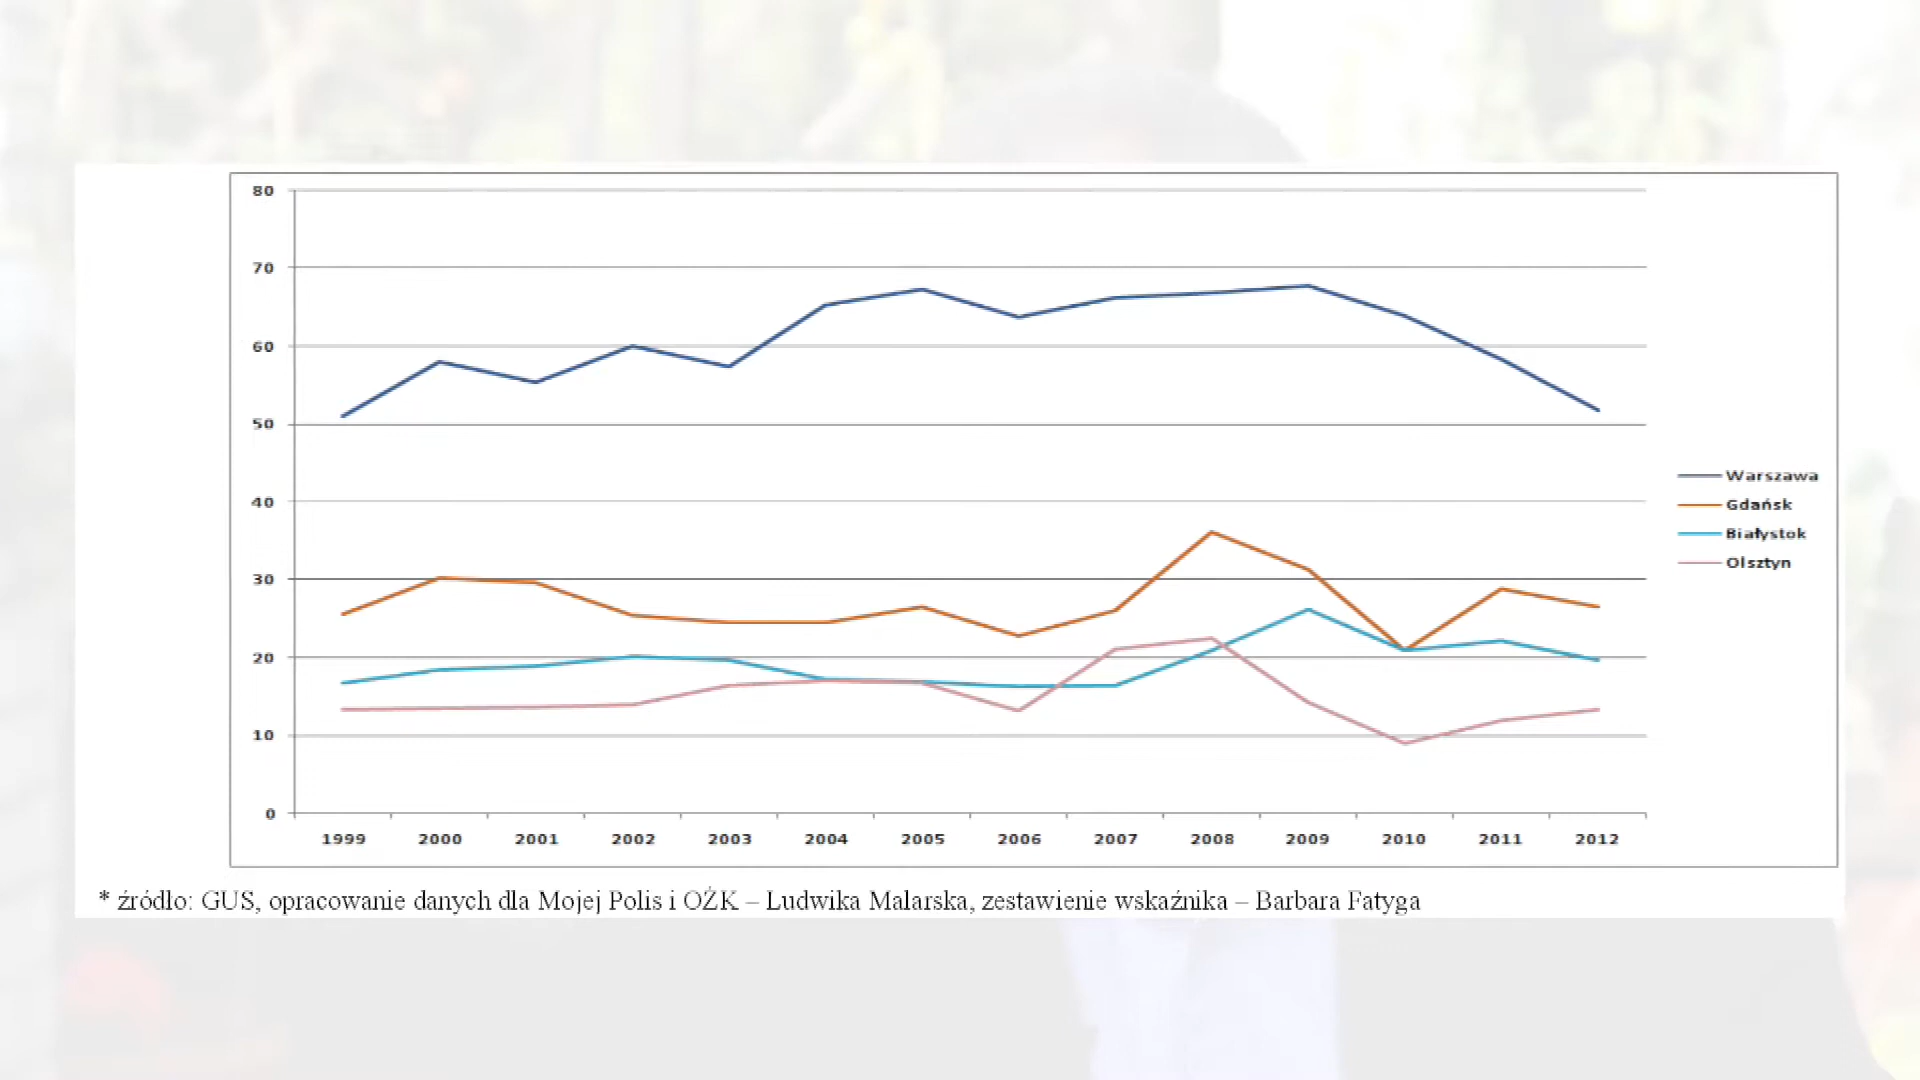 80
70
60
50
40
30
20
10
0
1999 2000 2001 2002 2003 2004 2005 2006 2007 2008 2009 2010 2011 2012
Warszawa
Gdańsk
Białystok
Olsztyn
* źródło: GUS, opracowanie danych dla Mojej Polis i OŻK – Ludwika Malarska, zestawienie wskaźnika – Barbara Fatyga